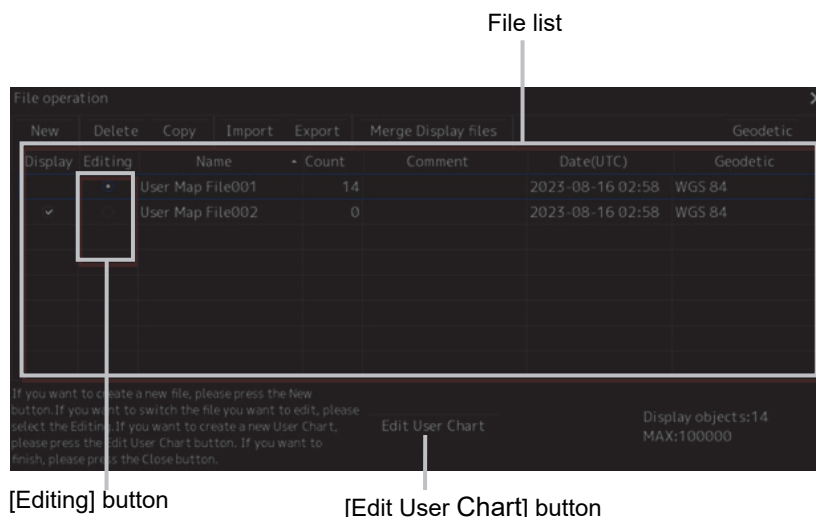 File list
File operation
New Delete Copy Import Export Merge Display files Geodetic
Display Editing Name Count Comment Date(UTC) Geodetic
User Map File001 14 2023-08-16 02:58 WGS 84
User Map File002 0 2023-08-16 02:58 WGS 84
If you want to create a new file, please press the New
button.If you want to switch the file you want to edit, please
select the Editing.If you want to create a new User Chart,
please press the Edit User Chart button. If you want to
finish, please press the Close button.
Edit User Chart
Display objects:14
MAX:100000
[Editing] button
[Edit User Chart] button